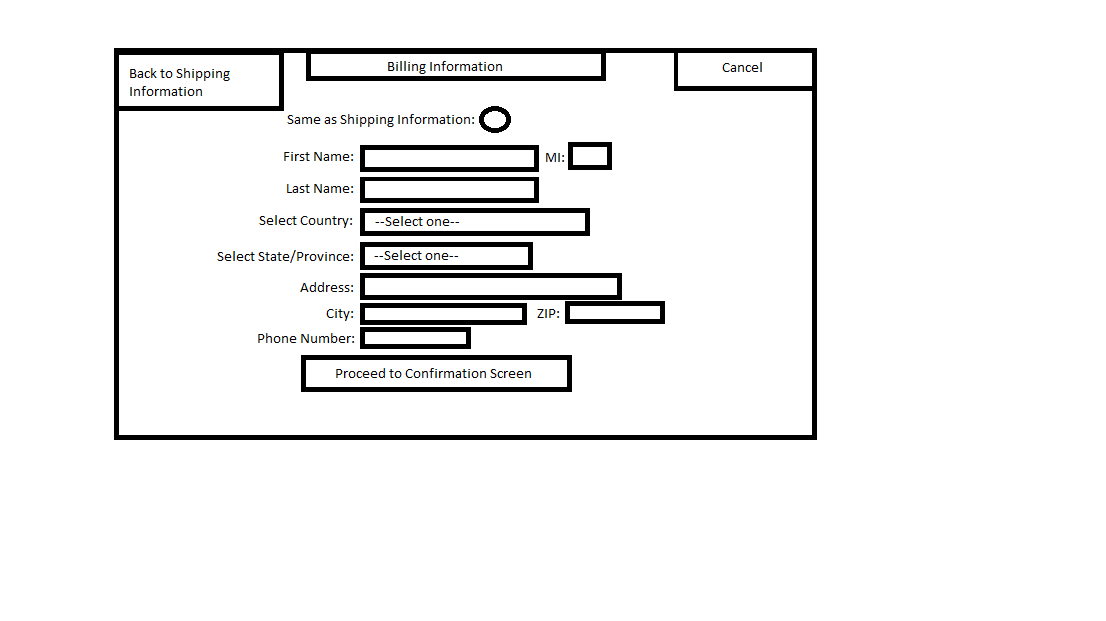 Back to Shipping
Information
Billing Information
Cancel
Same as Shipping Information:
First Name: MI:
Last Name:
Select Country: --Select one--
Select State/Province: --Select one--
Address:
City: ZIP:
Phone Number:
Proceed to Confirmation Screen